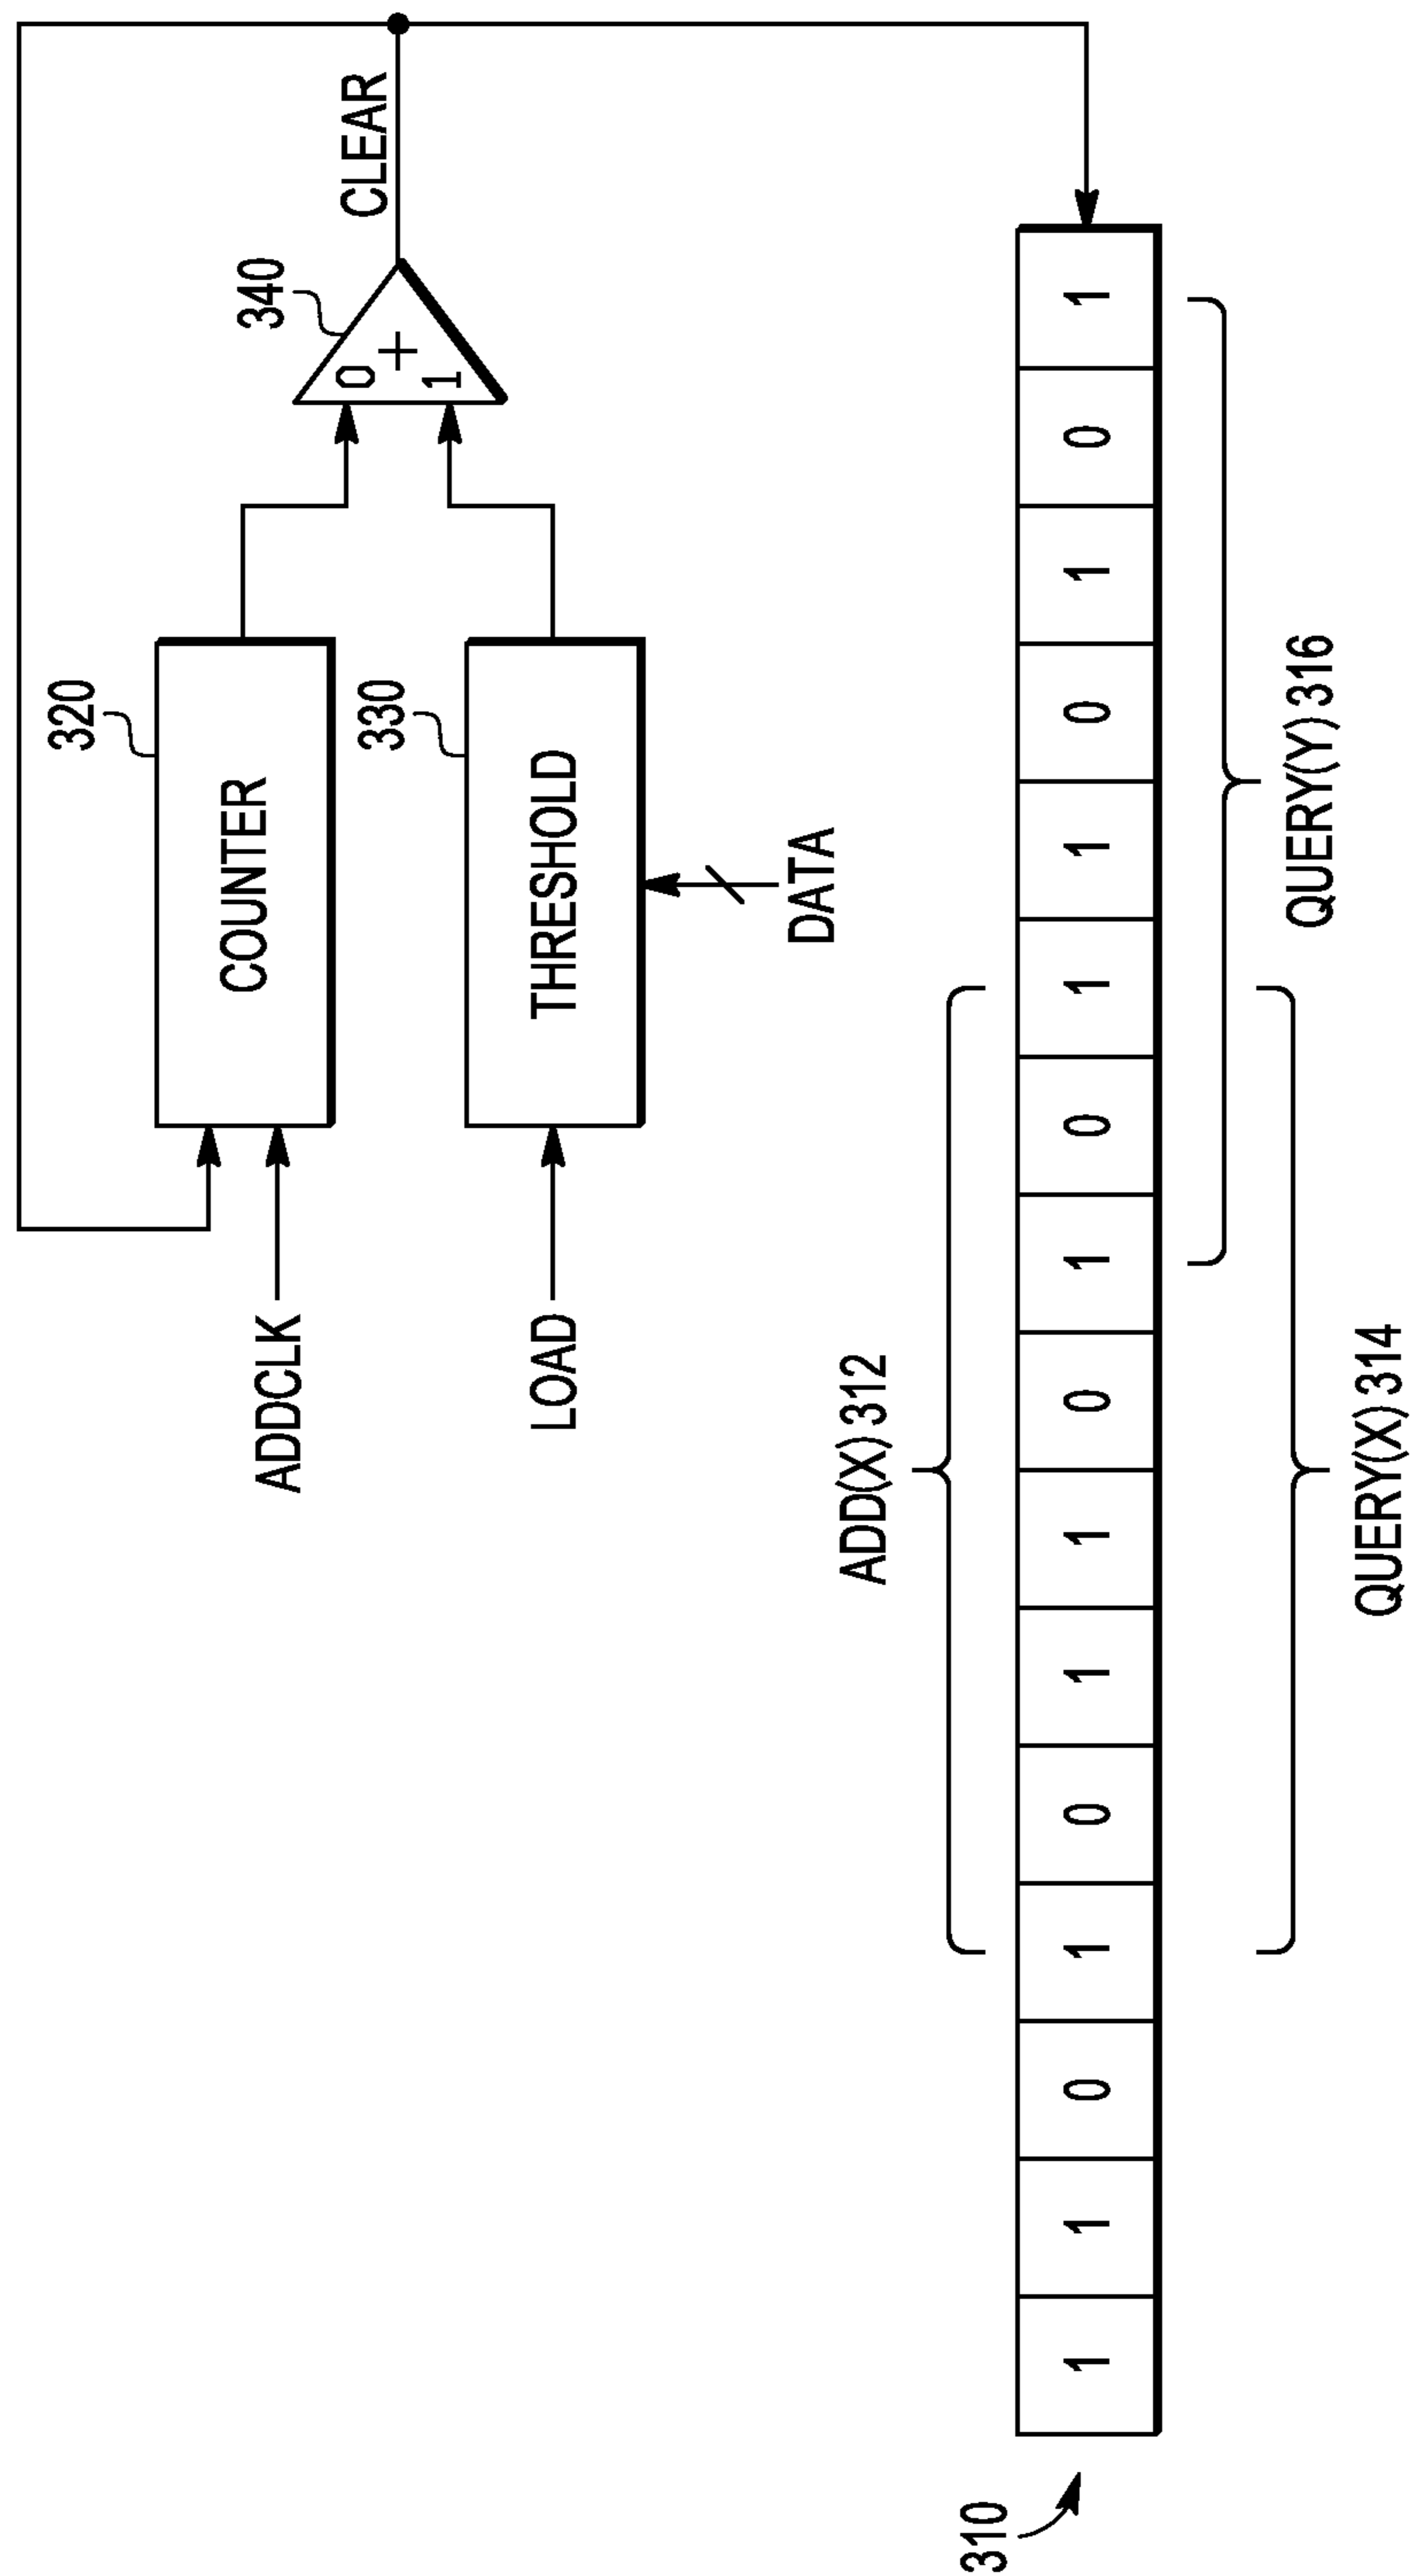 320
COUNTER
340
ADDCLK
0
+
1
CLEAR
330
LOAD
THRESHOLD
DATA
ADD(X) 312
310
1 1 0 1 0 1 1 0 1 0 1 1 0 1 0 1
QUERY(Y) 316
QUERY(X) 314